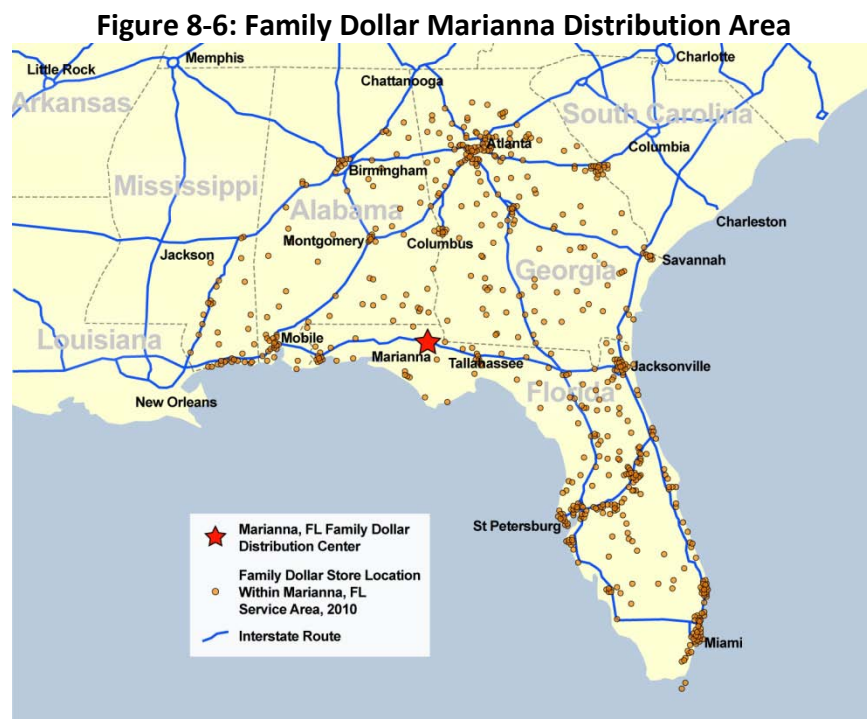 Figure 8-6: Family Dollar Marianna Distribution Area
Little Rock
Memphis
Charlotte
Chattanooga
Arkansas
South Carolina
Atlanta
Columbia
Birmingham
Mississippi
Alabama
Charleston
Montgomery
Columbus
Jackson
Savannah
Georgia
Louisiana
Mobile
Marianna
Tallahassee
Jacksonville
Florida
New Orleans
St Petersburg
Marianna, FL Family Dollar
Distribution Center
Family Dollar Store Location
Within Marianna, FL
Service Area, 2010
Interstate Route
Miami